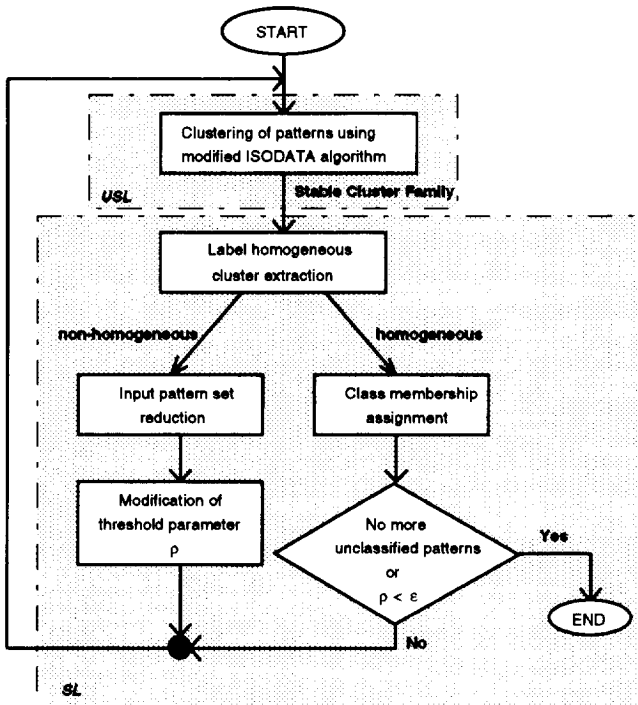 START
Clustering of patterns using
modified ISODATA algorithm
USL
Stable Cluster Family
Label homogeneous
cluster extraction
non-homogeneous
homogeneous
Input pattern set
reduction
Class membership
assignment
Modification of
threshold parameter
ρ
No more
unclassified patterns
or
ρ < ε
Yes
END
No
SL